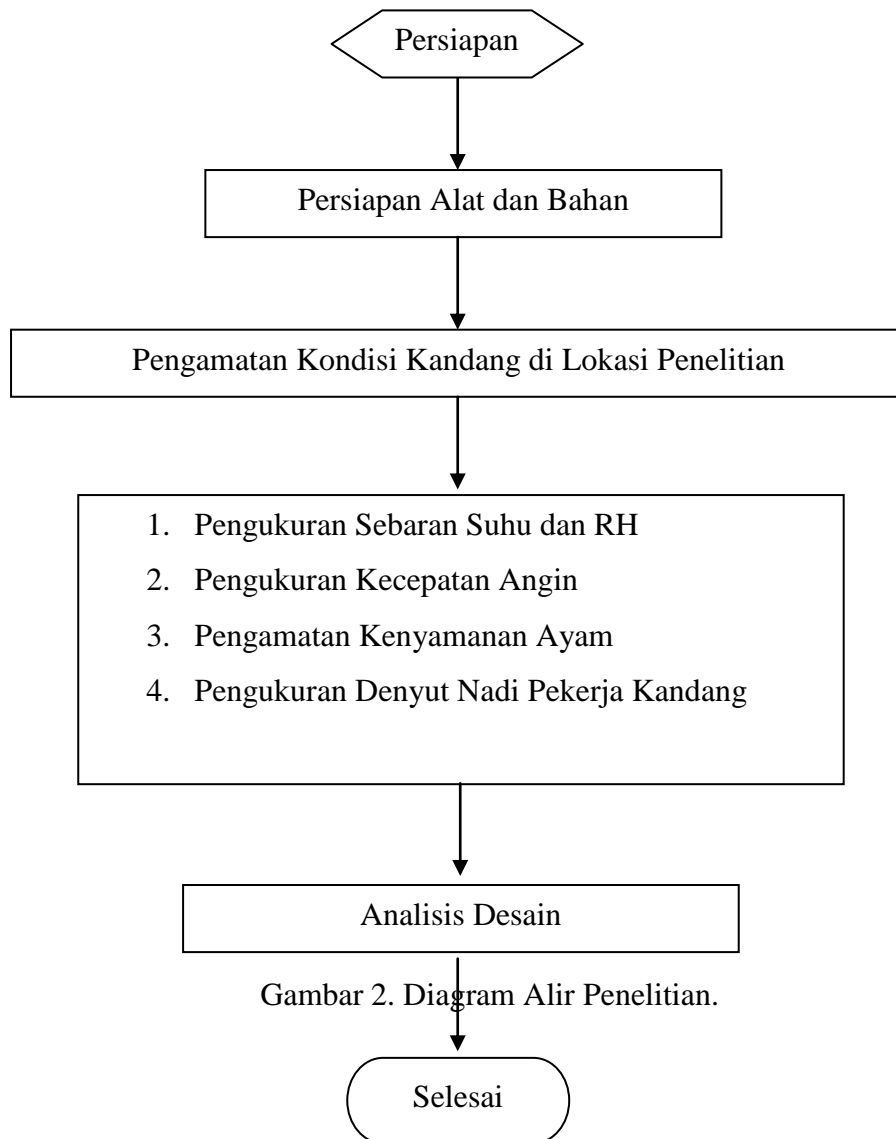 Persiapan
Persiapan Alat dan Bahan
Pengamatan Kondisi Kandang di Lokasi Penelitian
1. Pengukuran Sebaran Suhu dan RH
2. Pengukuran Kecepatan Angin
3. Pengamatan Kenyamanan Ayam
4. Pengukuran Denyut Nadi Pekerja Kandang
Analisis Desain
Gambar 2. Diagram Alir Penelitian.
Selesai